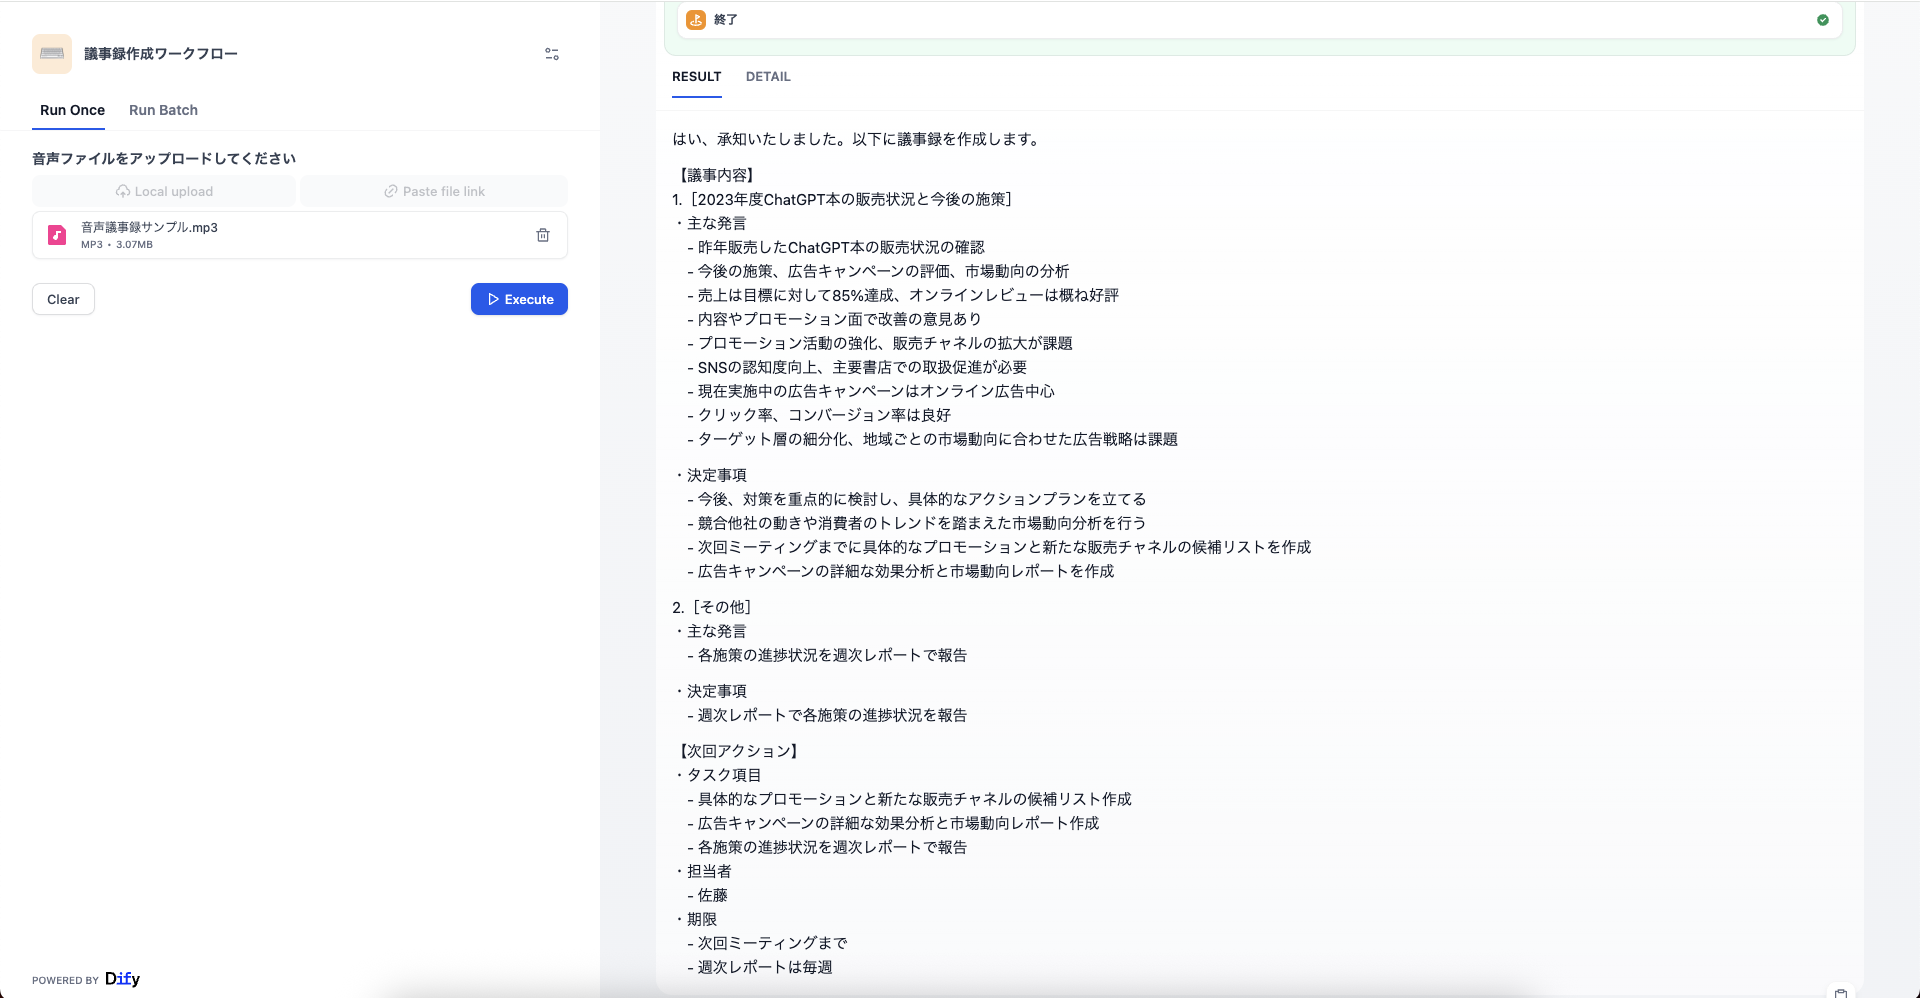 議事録作成ワークフロー
Run Once
Run Batch
音声ファイルをアップロードしてください
Local upload
Paste file link
音声議事録サンプル.mp3
MP3・3.07MB
Clear
Execute
POWERED BY Dify
終了
RESULT
DETAIL
はい、承知いたしました。以下に議事録を作成します。
【議事内容】
1.［2023年度ChatGPT本の販売状況と今後の施策］
・主な発言
- 昨年販売したChatGPT本の販売状況の確認
- 今後の施策、広告キャンペーンの評価、市場動向の分析
- 売上は目標に対して85%達成、オンラインレビューは概ね好評
- 内容やプロモーション面で改善の意見あり
- プロモーション活動の強化、販売チャネルの拡大が課題
- SNSの認知度向上、主要書店での取扱促進が必要
- 現在実施中の広告キャンペーンはオンライン広告中心
- クリック率、コンバージョン率は良好
- ターゲット層の細分化、地域ごとの市場動向に合わせた広告戦略は課題
・決定事項
- 今後、対策を重点的に検討し、具体的なアクションプランを立てる
- 競合他社の動きや消費者のトレンドを踏まえた市場動向分析を行う
- 次回ミーティングまでに具体的なプロモーションと新たな販売チャネルの候補リストを作成
- 広告キャンペーンの詳細な効果分析と市場動向レポートを作成
2.［その他］
・主な発言
- 各施策の進捗状況を週次レポートで報告
・決定事項
- 週次レポートで各施策の進捗状況を報告
【次回アクション】
・タスク項目
- 具体的なプロモーションと新たな販売チャネルの候補リスト作成
- 広告キャンペーンの詳細な効果分析と市場動向レポート作成
- 各施策の進捗状況を週次レポートで報告
・担当者
- 佐藤
・期限
- 次回ミーティングまで
- 週次レポートは毎週